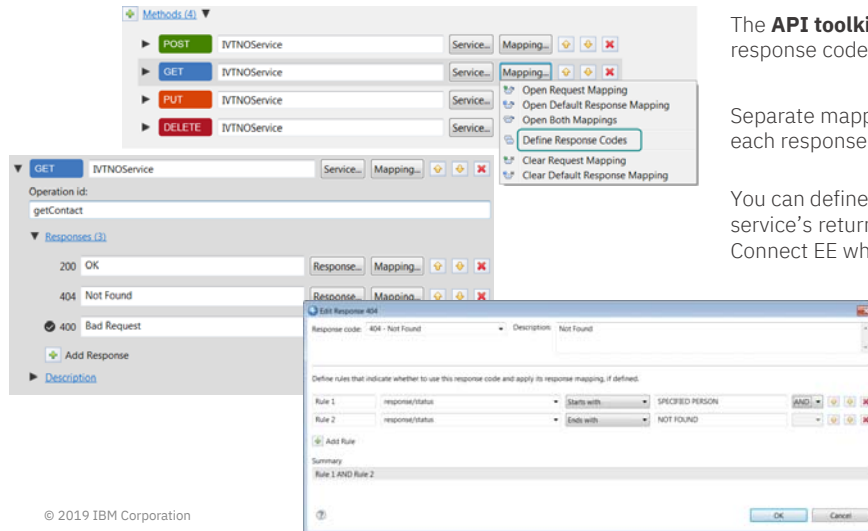 Methods (4)
POST IVTNOService Service... Mapping...
GET IVTNOService Service... Mapping...
PUT IVTNOService Service...
DELETE IVTNOService Service...
Open Request Mapping
Open Default Response Mapping
Open Both Mappings
Define Response Codes
Clear Request Mapping
Clear Default Response Mapping
The API toolki
response code
Separate mapp
each response
You can define
service's return
Connect EE wh
GET IVTNOService Service... Mapping...
Operation id:
getContact
Responses (3)
200 OK Response... Mapping...
404 Not Found Response... Mapping...
400 Bad Request
Add Response
Description
Edit Response 404
Response code: 404 - Not Found Description: Not Found
Define rules that indicate whether to use this response code and apply its response mapping, if defined.
Rule 1 response/status Starts with SPECIFIED PERSON AND
Rule 2 response/status Ends with NOT FOUND
Add Rule
Summary
Rule 1 AND Rule 2
OK Cancel
© 2019 IBM Corporation